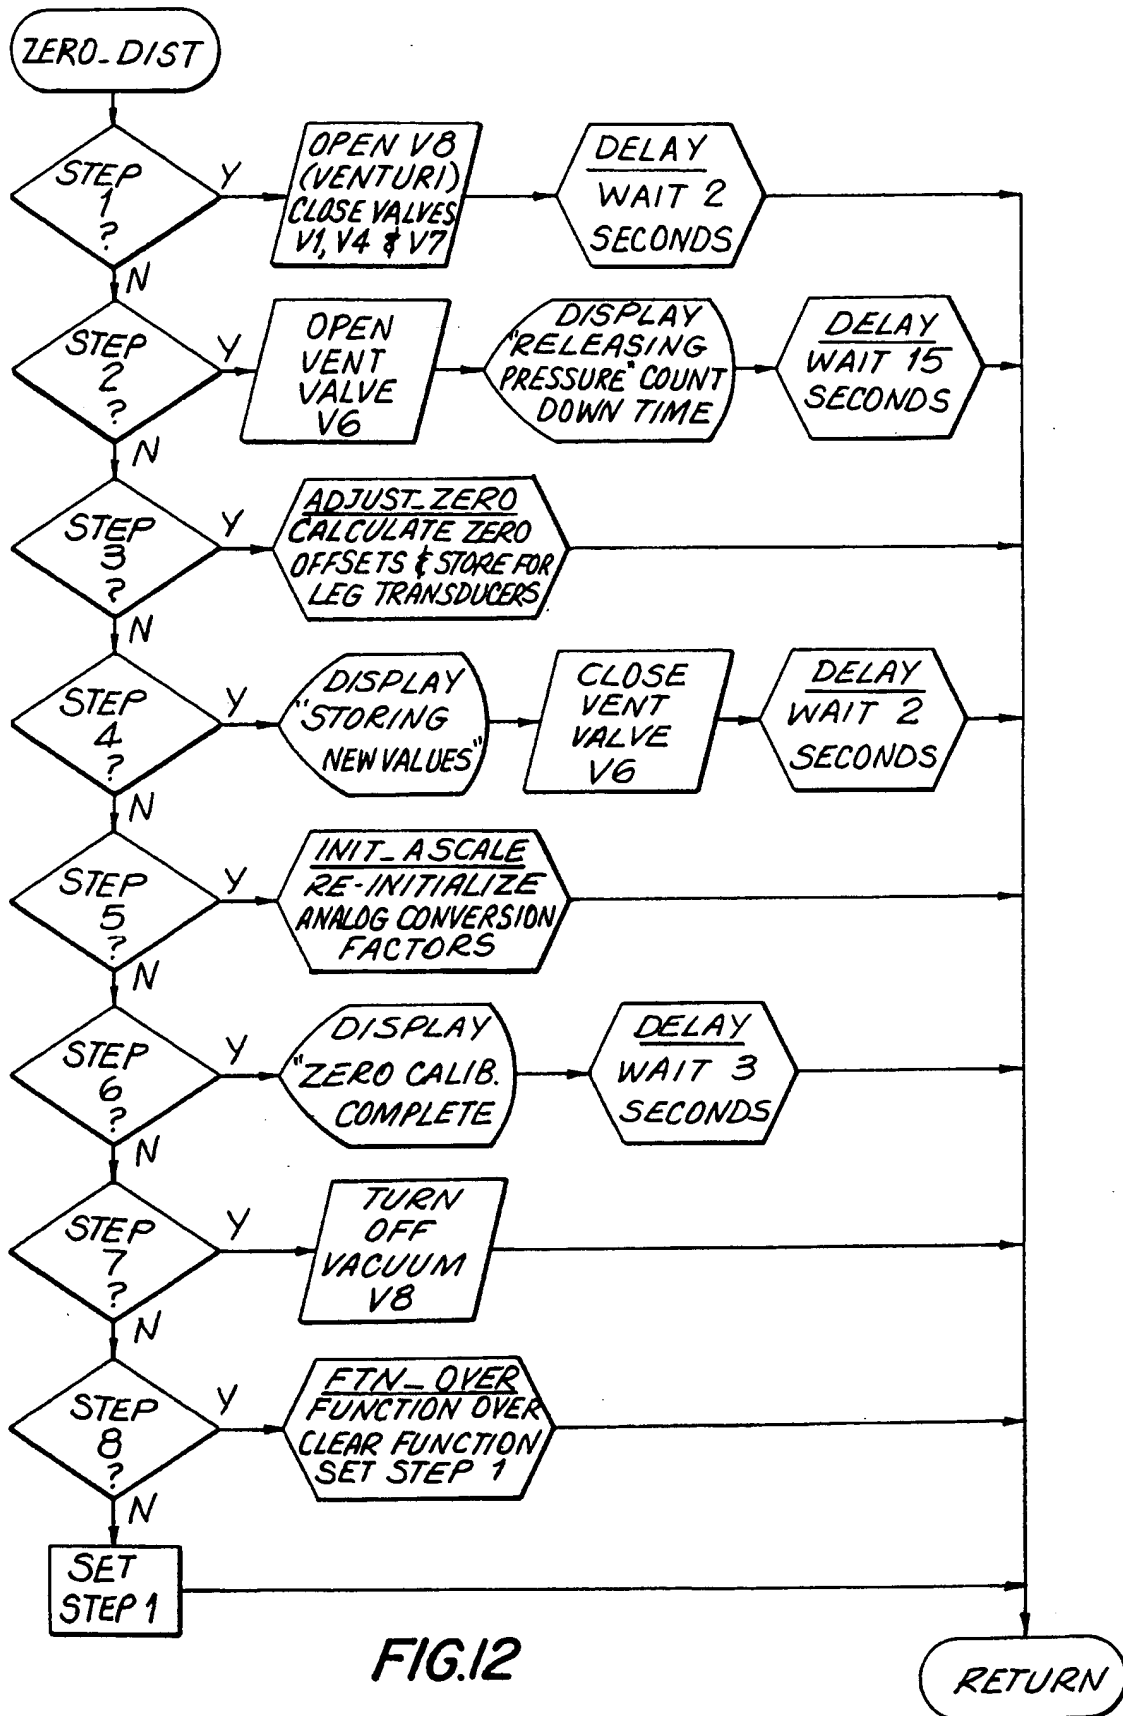 ZERO_DIST
STEP
1
?
Y
N
OPEN V8
(VENTURI)
CLOSE VALVES
V1, V4 & V7
DELAY
WAIT 2
SECONDS
STEP
2
?
Y
N
OPEN
VENT
VALVE
V6
DISPLAY
"RELEASING
PRESSURE" COUNT
DOWN TIME
DELAY
WAIT 15
SECONDS
STEP
3
?
Y
N
ADJUST_ZERO
CALCULATE ZERO
OFFSETS & STORE FOR
LEG TRANSDUCERS
STEP
4
?
Y
N
DISPLAY
"STORING
NEW VALUES"
CLOSE
VENT
VALVE
V6
DELAY
WAIT 2
SECONDS
STEP
5
?
Y
N
INIT_ASCALE
RE-INITIALIZE
ANALOG CONVERSION
FACTORS
STEP
6
?
Y
N
DISPLAY
"ZERO CALIB.
COMPLETE
DELAY
WAIT 3
SECONDS
STEP
7
?
Y
N
TURN
OFF
VACUUM
V8
STEP
8
?
Y
N
FTN_OVER
FUNCTION OVER
CLEAR FUNCTION
SET STEP 1
SET
STEP 1
FIG.12
RETURN